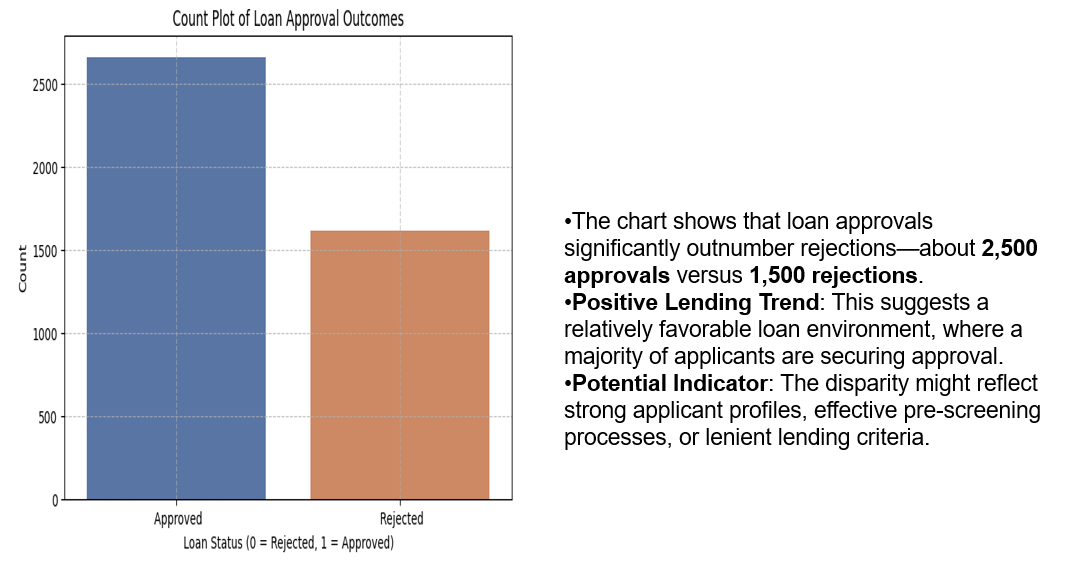 Count Plot of Loan Approval Outcomes
2500
2000
1500
1000
500
0
Count
Approved
Rejected
Loan Status (0 = Rejected, 1 = Approved)
•The chart shows that loan approvals
significantly outnumber rejections—about 2,500
approvals versus 1,500 rejections.
•Positive Lending Trend: This suggests a
relatively favorable loan environment, where a
majority of applicants are securing approval.
•Potential Indicator: The disparity might reflect
strong applicant profiles, effective pre-screening
processes, or lenient lending criteria.